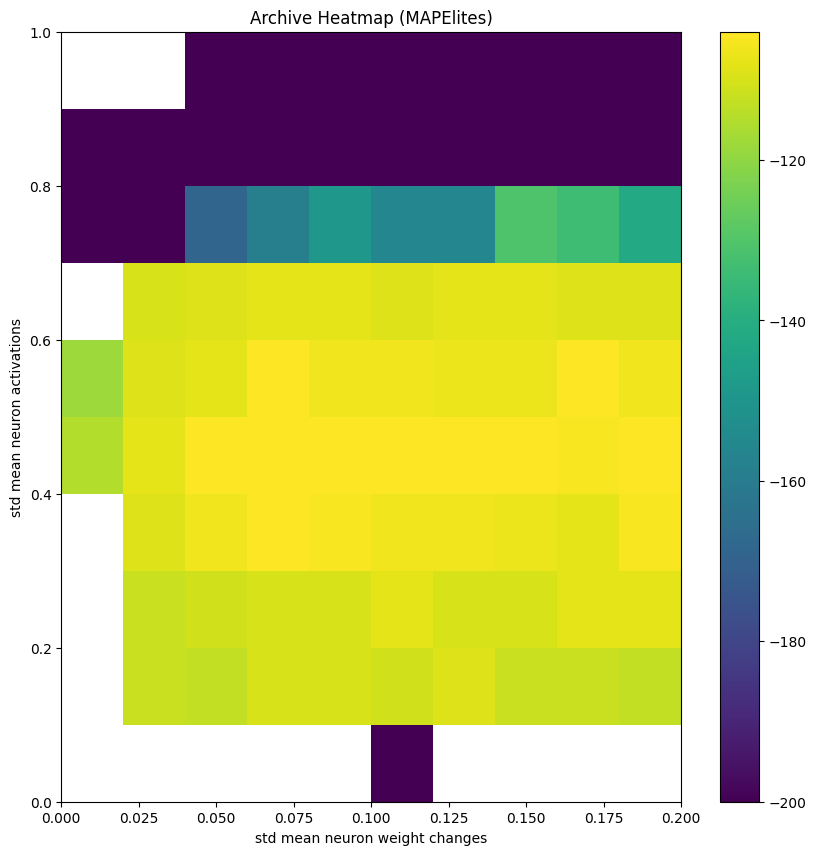 Archive Heatmap (MAPElites)
1.0
0.8
0.6
0.4
0.2
0.0
std mean neuron activations
0.000 0.025 0.050 0.075 0.100 0.125 0.150 0.175 0.200
std mean neuron weight changes
−120
−140
−160
−180
−200